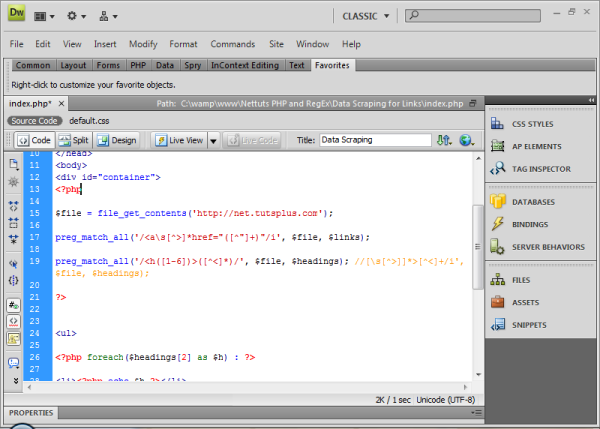 Dw
CLASSIC
File Edit View Insert Modify Format Commands Site Window Help
Common Layout Forms PHP Data Spry InContext Editing Text Favorites
Right-click to customize your favorite objects.
index.php* × Path: C:\wamp\www\Nettuts PHP and RegEx\Data Scraping for Links\index.php
Source Code default.css
Code Split Design Live View Live Code Title: Data Scraping
10 </head>
11 <body>
12 <div id="container">
13 <?php
14
15 $file = file_get_contents('http://net.tutsplus.com');
16
17 preg_match_all('/<a\s[^>]*href="([^"]+)"/i', $file, $links);
18
19 preg_match_all('/<h([1-6])>([^<]*)/', $file, $headings); //[\s[^>]]*>[^<]+/i',
$file, $headings);
20
21 ?>
22
23
24 <ul>
25
26 <?php foreach($headings[2] as $h) : ?>
27
28 <li><?php echo $h ?></li>
2K / 1 sec Unicode (UTF-8)
PROPERTIES
CSS STYLES
AP ELEMENTS
TAG INSPECTOR
DATABASES
BINDINGS
SERVER BEHAVIORS
FILES
ASSETS
SNIPPETS